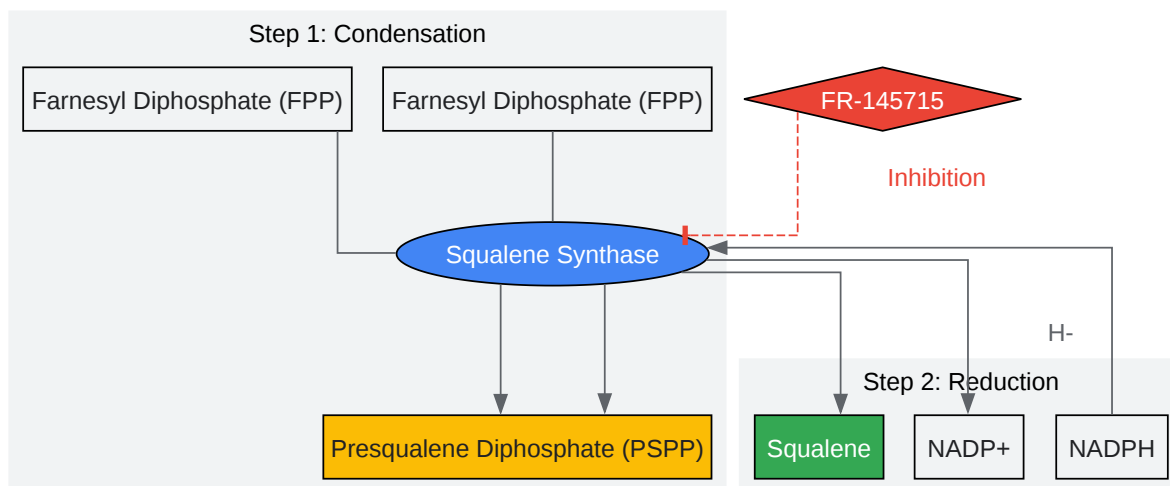 Step 1: Condensation
Farnesyl Diphosphate (FPP)
Farnesyl Diphosphate (FPP)
FR-145715
Inhibition
Squalene Synthase
H-
Step 2: Reduction
Presqualene Diphosphate (PSPP)
Squalene
NADP+
NADPH